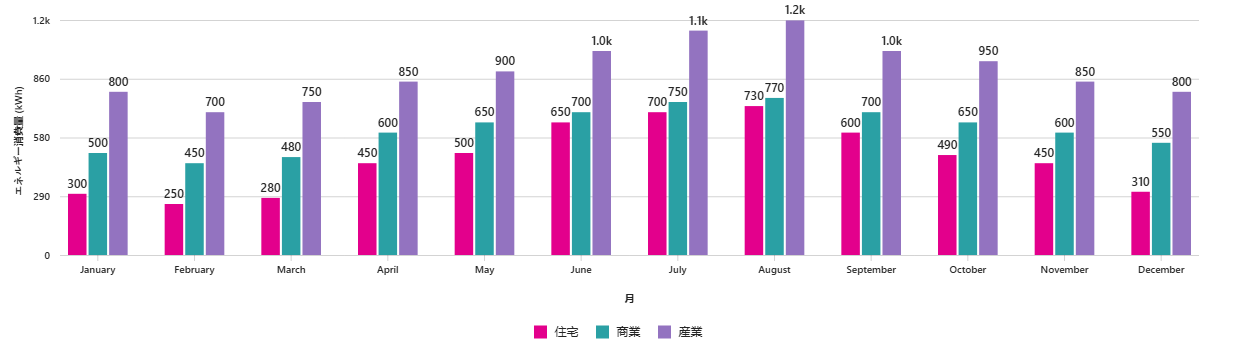 エネルギー消費量 (kWh)
1.2k
860
580
290
0
300 500 800
250 450 700
280 480 750
450 600 850
500 650 900
650 700 1.0k
700 750 1.1k
730 770 1.2k
600 700 1.0k
490 650 950
450 600 850
310 550 800
January February March April May June July August September October November December
月
住宅 商業 産業